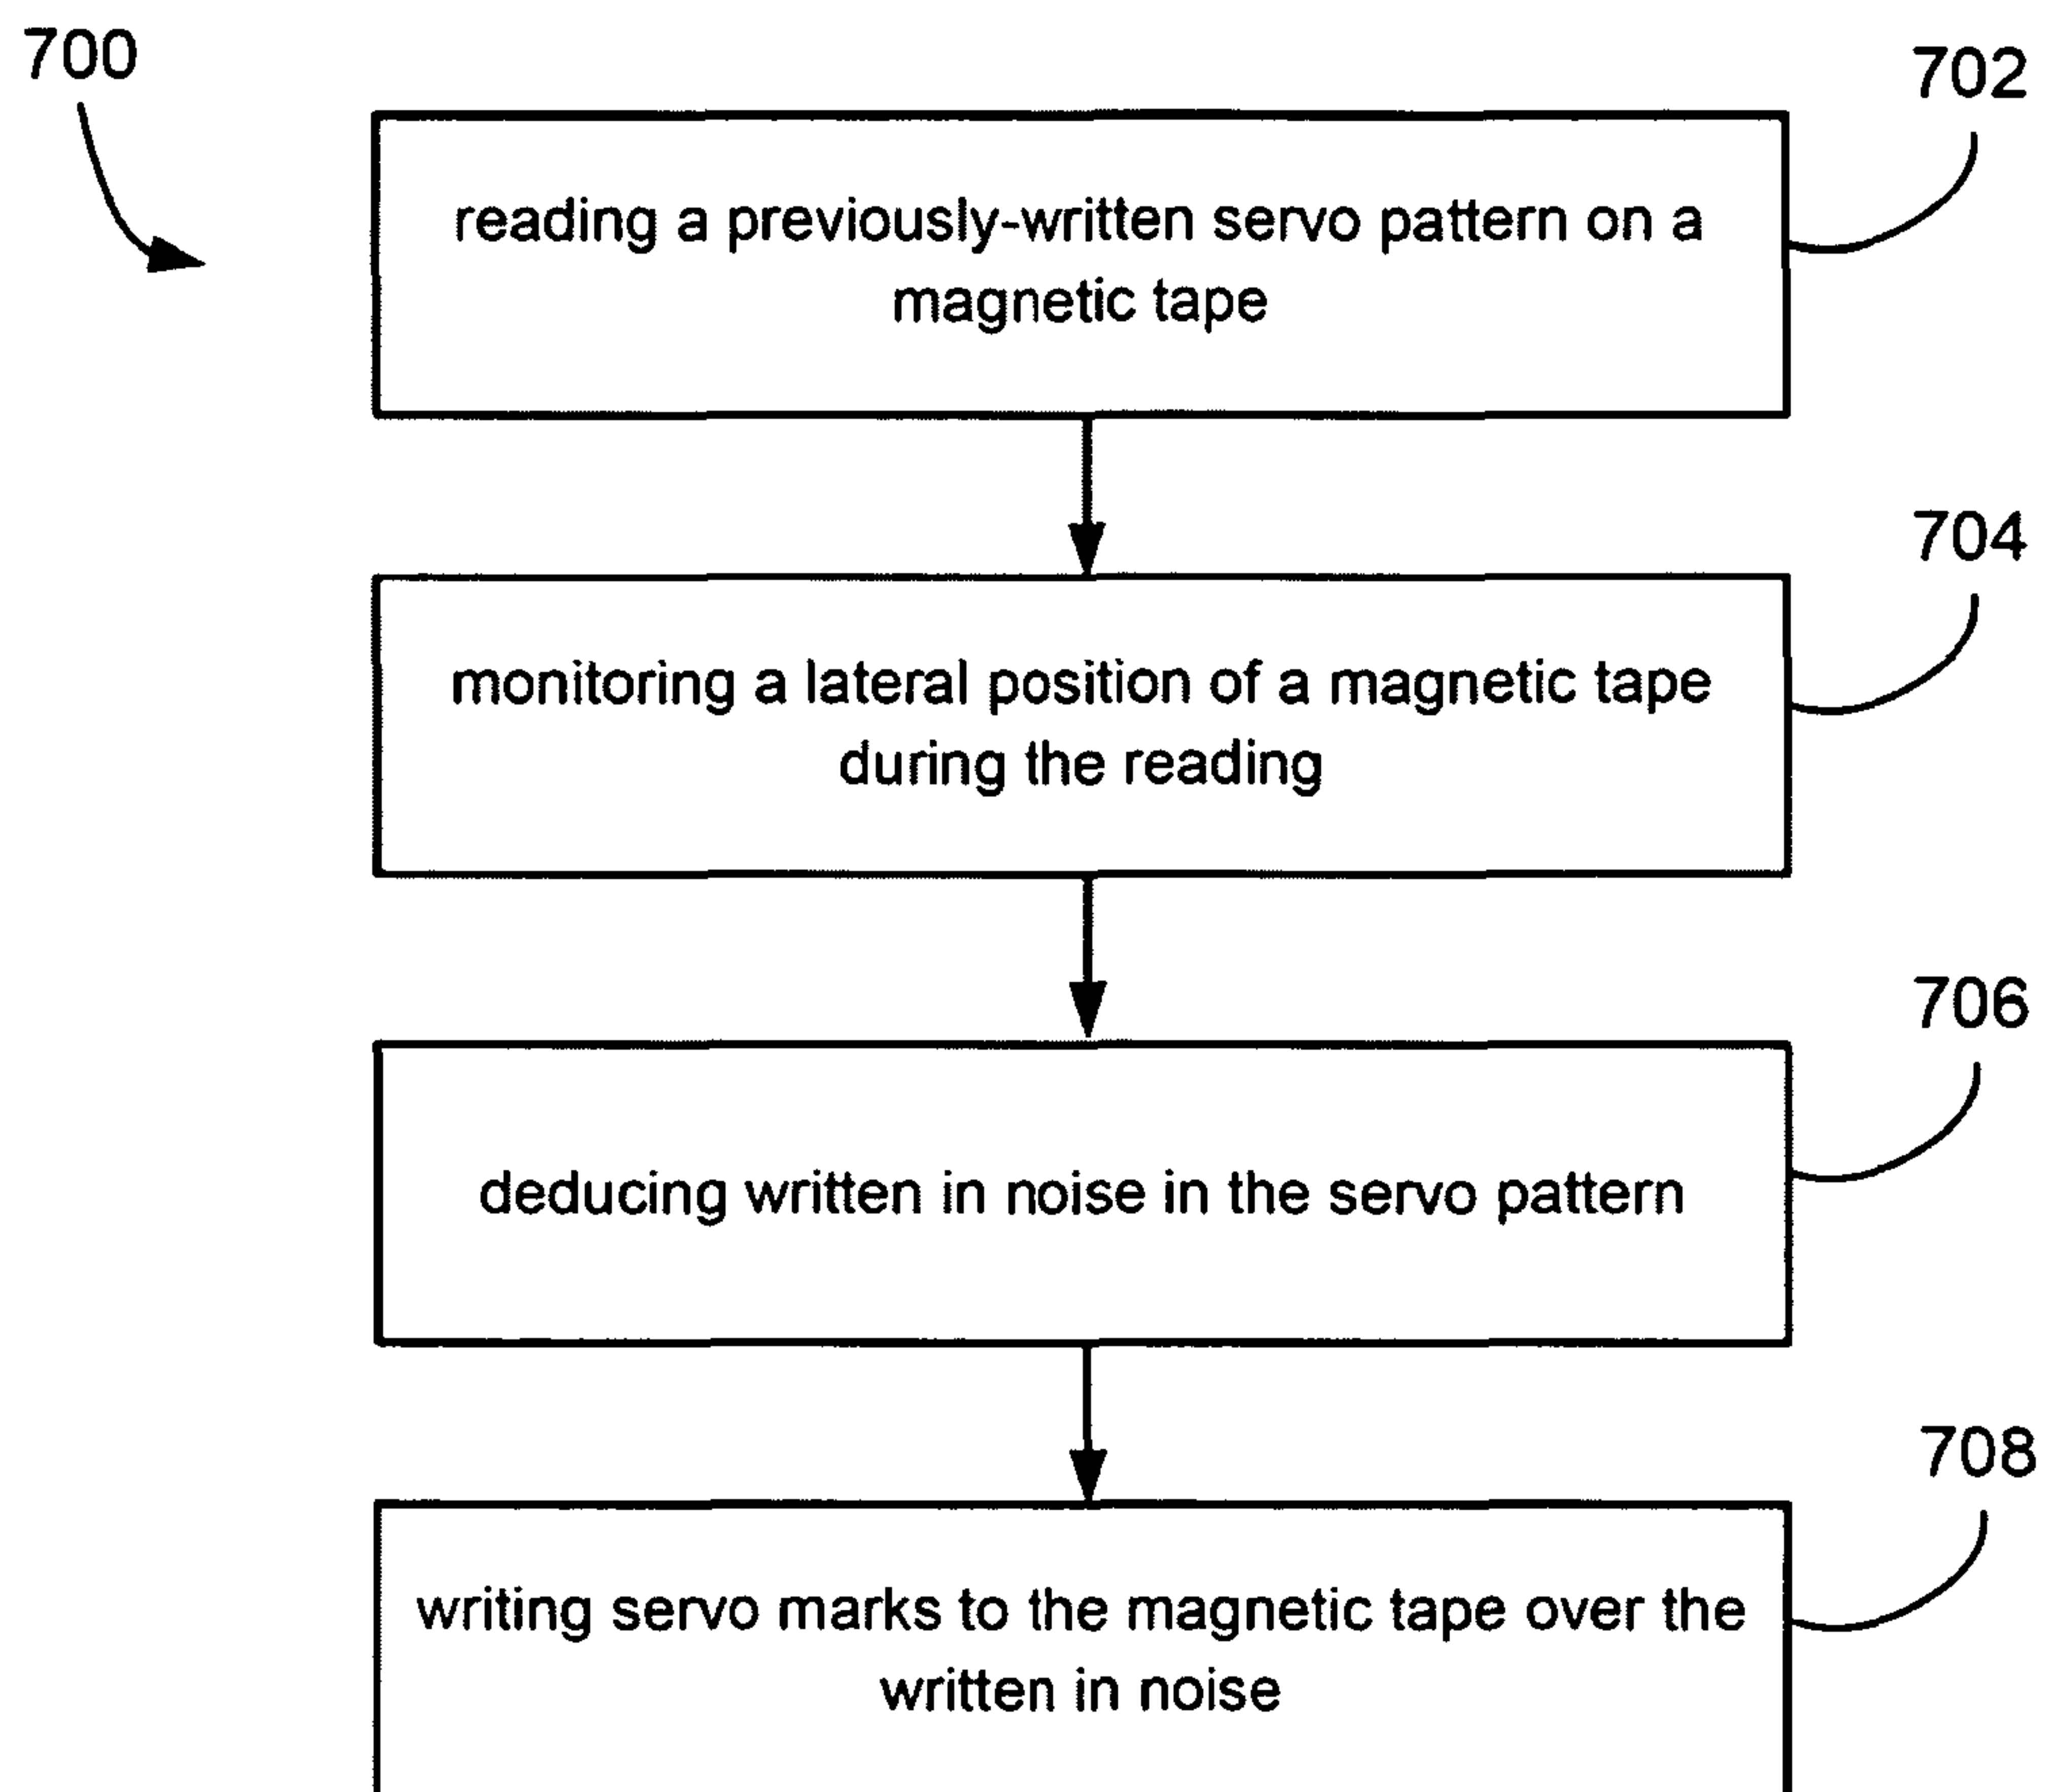 700
702
reading a previously-written servo pattern on a
magnetic tape
704
monitoring a lateral position of a magnetic tape
during the reading
706
deducing written in noise in the servo pattern
708
writing servo marks to the magnetic tape over the
written in noise